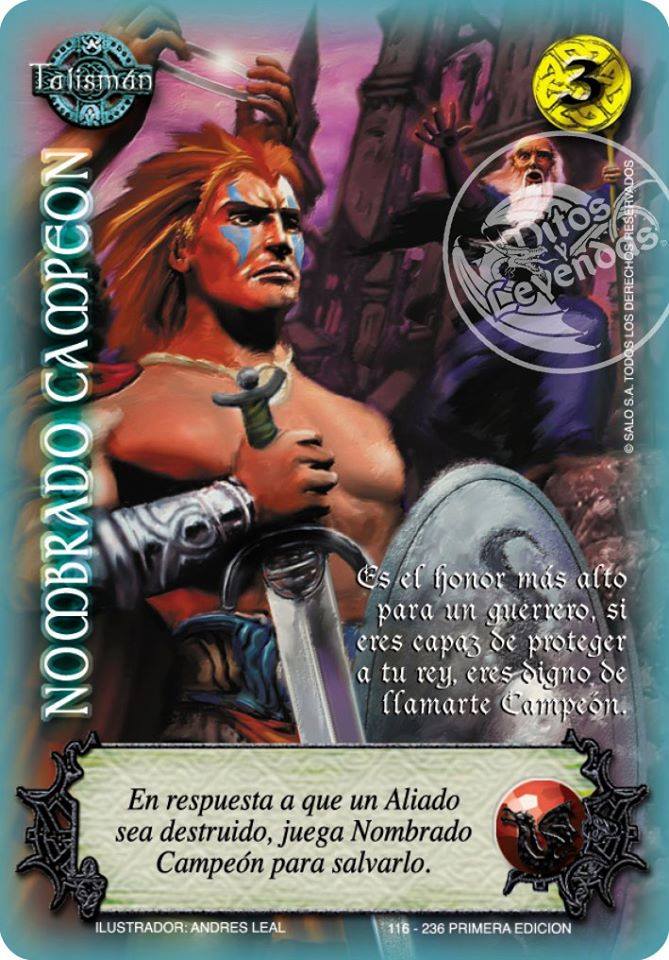 Talismán
3
NOMBRADO CAMPEON
Mitos
y
Leyendas
© SALO S.A. TODOS LOS DERECHOS RESERVADOS
Es el honor más alto
para un guerrero, si
eres capaz de proteger
a tu rey, eres digno de
llamarte Campeón.
En respuesta a que un Aliado
sea destruido, juega Nombrado
Campeón para salvarlo.
ILUSTRADOR: ANDRES LEAL
116 - 236 PRIMERA EDICION